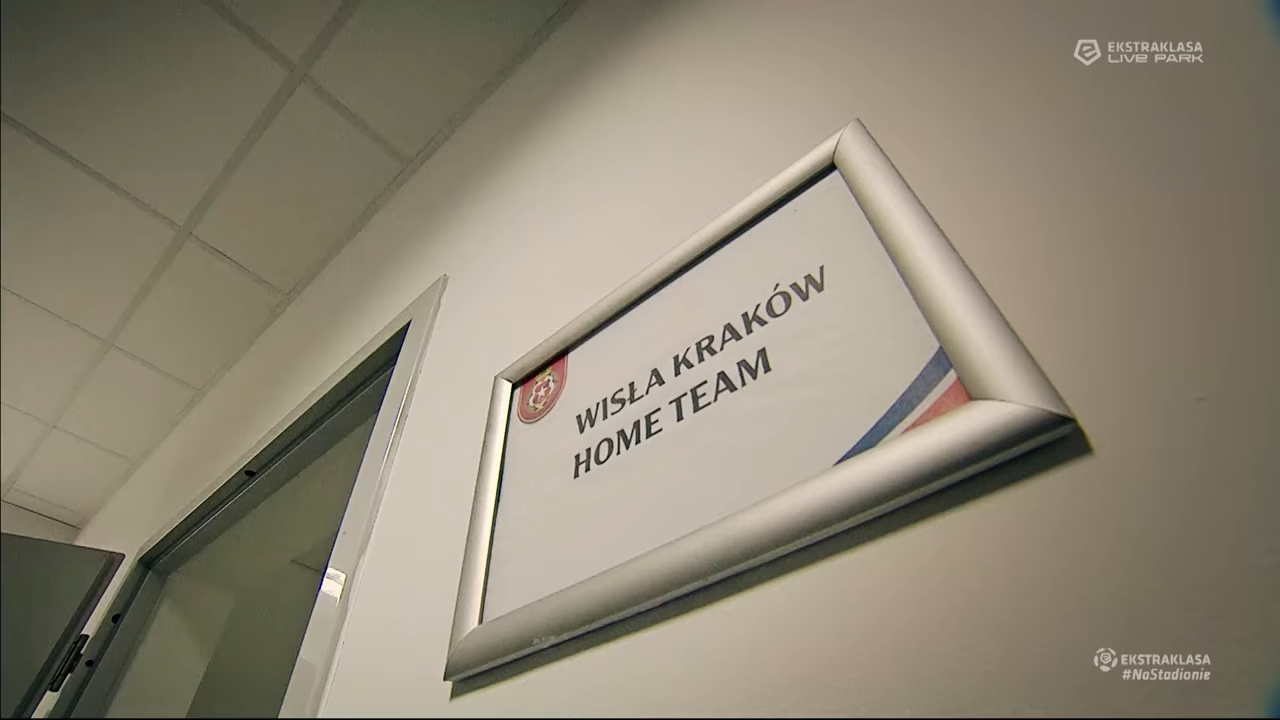 EKSTRAKLASA
LIVE PARK
WISŁA KRAKÓW
HOME TEAM
EKSTRAKLASA
#NaStadionie